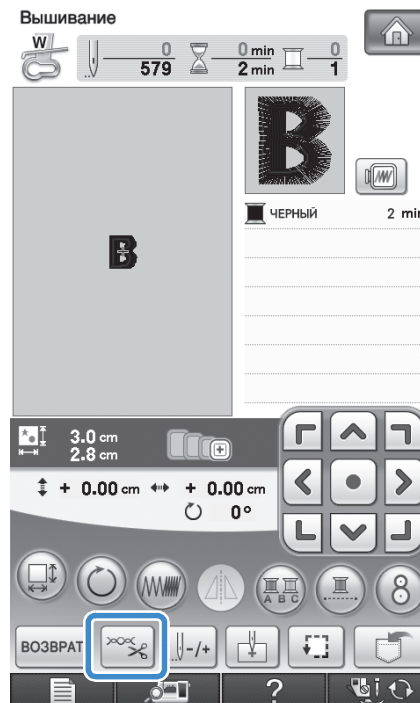 Вышивание
W
0 0 min 0
579 2 min 1
B
ЧЕРНЫЙ 2 min
B
3.0 cm
2.8 cm
+ 0.00 cm + 0.00 cm
0°
A B C
8
ВОЗВРАТ -/+
?